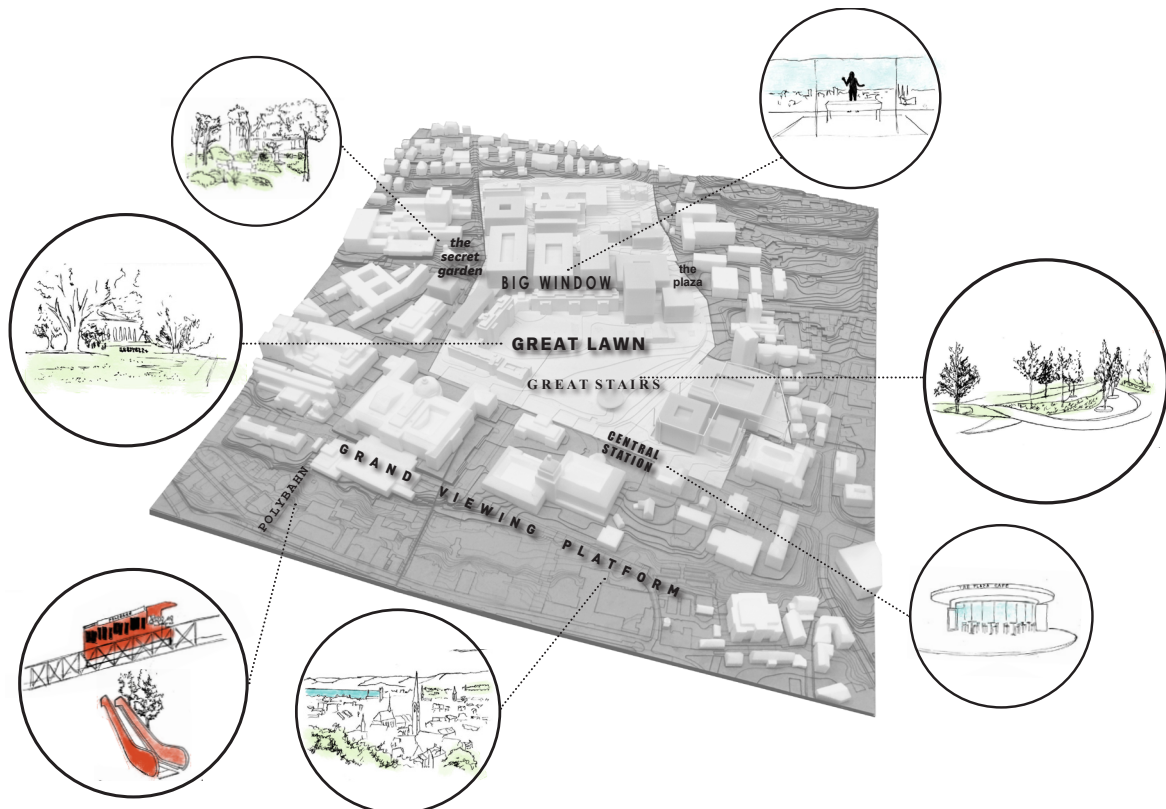 the
secret
garden
BIG WINDOW
the
plaza
GREAT LAWN
GREAT STAIRS
CENTRAL
STATION
GRAND VIEWING PLATFORM
POLYBAHN
THE PLAZA CAFE